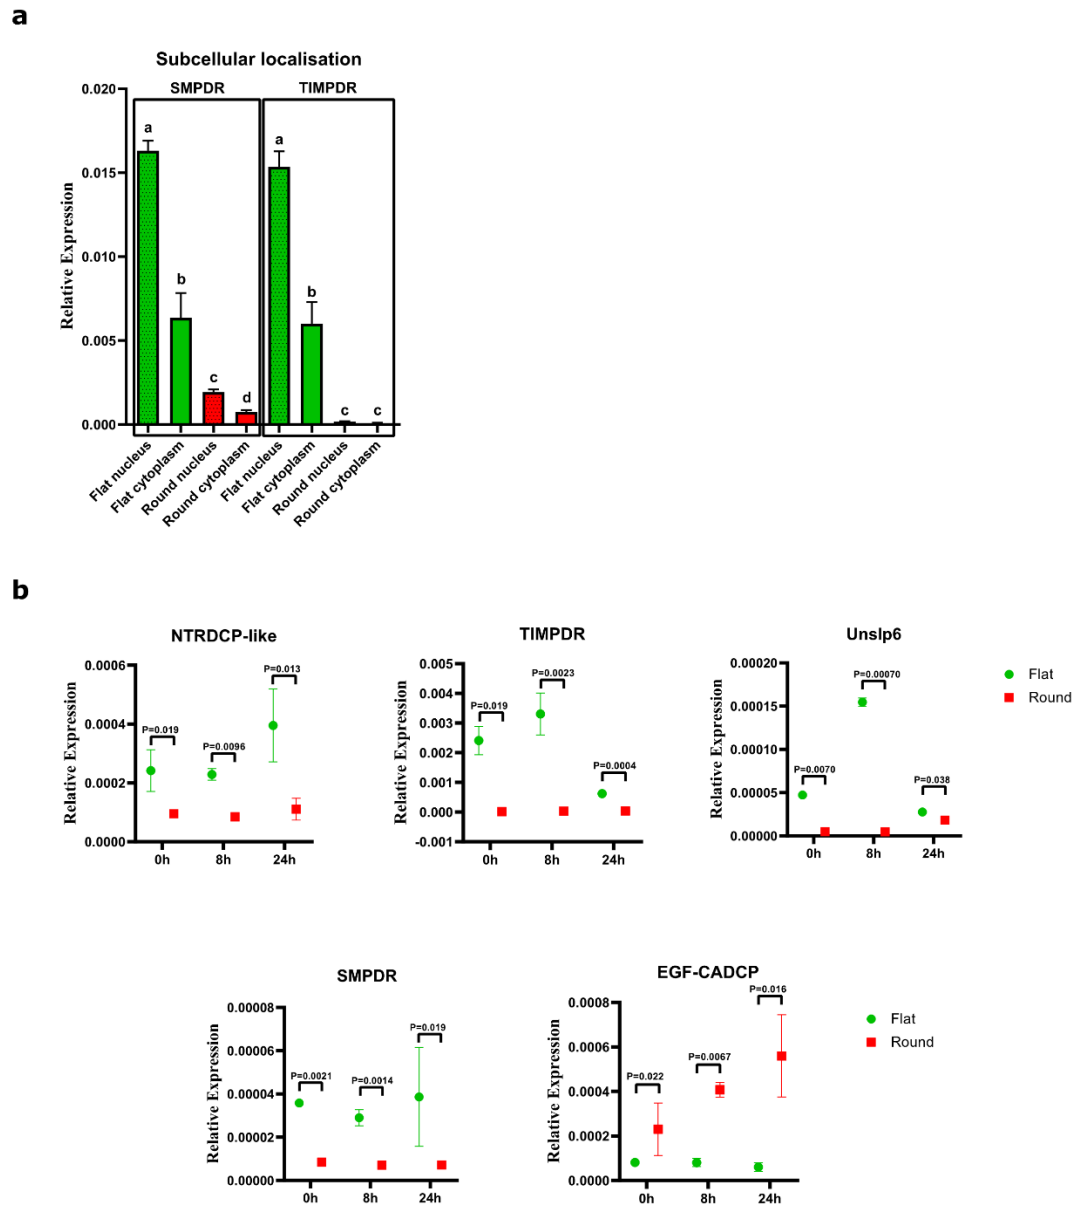 a
Subcellular localisation
SMPDR TIMPDR
Relative Expression
0.020
0.015
0.010
0.005
0.000
a
b
c
d
a
b
c
c
Flat nucleus
Flat cytoplasm
Round nucleus
Round cytoplasm
Flat nucleus
Flat cytoplasm
Round nucleus
Round cytoplasm
b
NTRDCP-like
Relative Expression
0.0006
0.0004
0.0002
0.0000
P=0.019
P=0.0096
P=0.013
0h 8h 24h
TIMPDR
Relative Expression
0.005
0.004
0.003
0.002
0.001
0.000
-0.001
P=0.019
P=0.0023
P=0.0004
0h 8h 24h
Unslp6
Relative Expression
0.00020
0.00015
0.00010
0.00005
0.00000
P=0.0070
P=0.00070
P=0.038
0h 8h 24h
Flat
Round
SMPDR
Relative Expression
0.00008
0.00006
0.00004
0.00002
0.00000
P=0.0021
P=0.0014
P=0.019
0h 8h 24h
EGF-CADCP
Relative Expression
0.0008
0.0006
0.0004
0.0002
0.0000
P=0.022
P=0.0067
P=0.016
0h 8h 24h
Flat
Round